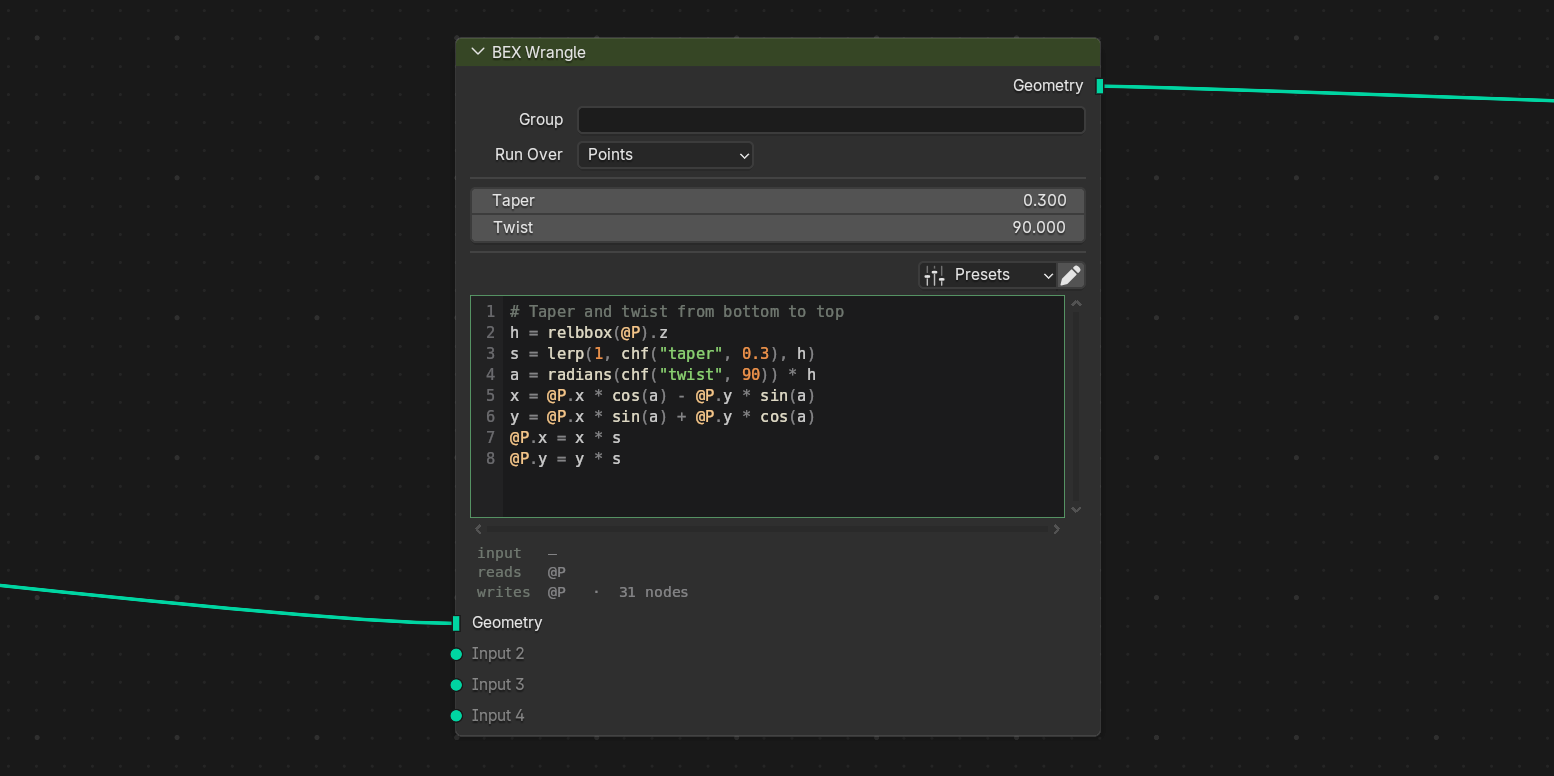 BEX Wrangle
Geometry
Group
Run Over Points
Taper 0.300
Twist 90.000
Presets
1 # Taper and twist from bottom to top
2 h = relbbox(@P).z
3 s = lerp(1, chf("taper", 0.3), h)
4 a = radians(chf("twist", 90)) * h
5 x = @P.x * cos(a) - @P.y * sin(a)
6 y = @P.x * sin(a) + @P.y * cos(a)
7 @P.x = x * s
8 @P.y = y * s
input –
reads @P
writes @P · 31 nodes
Geometry
Input 2
Input 3
Input 4